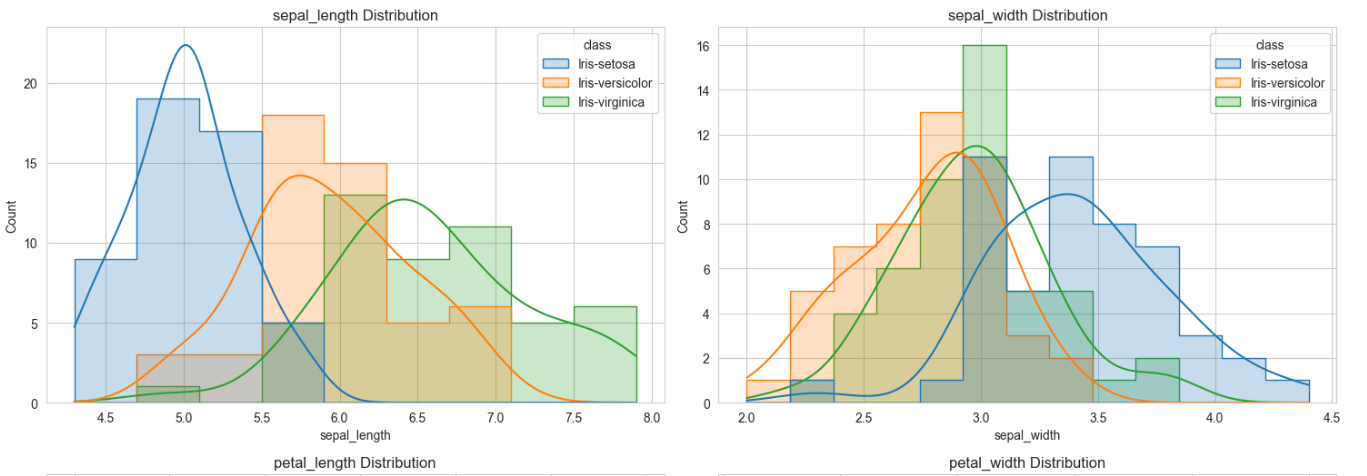 sepal_length Distribution
20
15
10
5
0
Count
4.5 5.0 5.5 6.0 6.5 7.0 7.5 8.0
sepal_length
class
Iris-setosa
Iris-versicolor
Iris-virginica
sepal_width Distribution
16
14
12
10
8
6
4
2
0
Count
2.0 2.5 3.0 3.5 4.0 4.5
sepal_width
class
Iris-setosa
Iris-versicolor
Iris-virginica
petal_length Distribution
petal_width Distribution